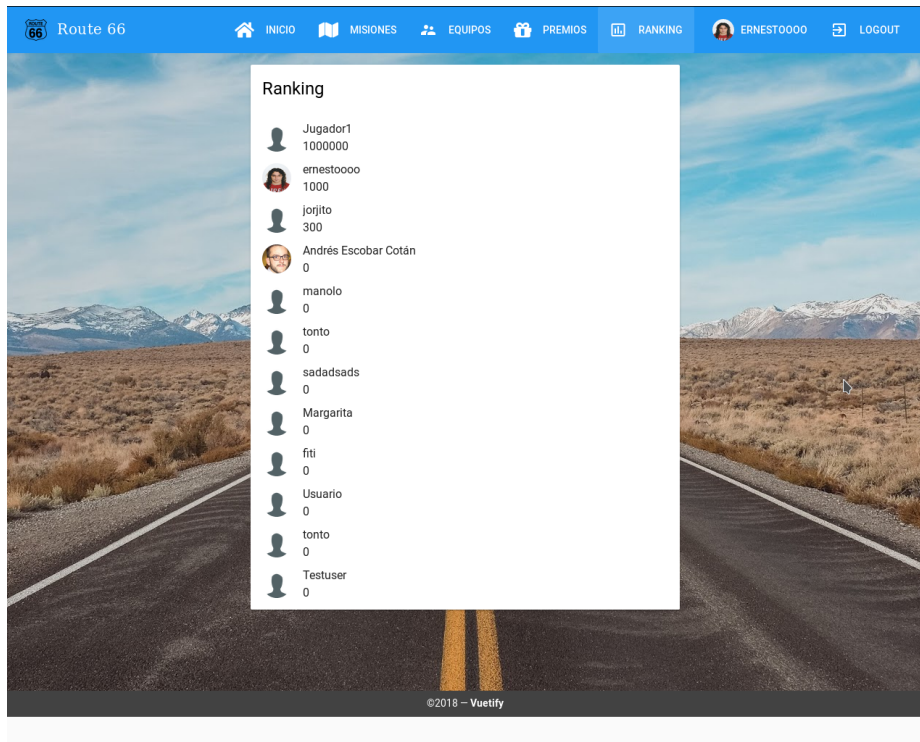 ROUTE
66
Route 66
INICIO
MISIONES
EQUIPOS
PREMIOS
RANKING
ERNESTOOOO
LOGOUT
Ranking
Jugador1
1000000
ernestoooo
1000
jorjito
300
Andrés Escobar Cotán
0
manolo
0
tonto
0
sadadsads
0
Margarita
0
fiti
0
Usuario
0
tonto
0
Testuser
0
©2018 — Vuetify